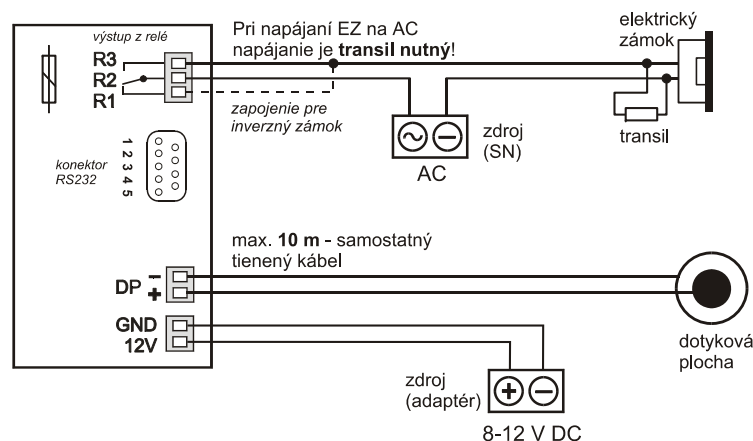 výstup z relé
R3
R2
R1
Pri napájaní EZ na AC
napájanie je transil nutný!
zapojenie pre
inverzný zámok
elektrický
zámok
transil
zdroj
(SN)
AC
konektor
RS232
1
2
3
4
5
max. 10 m - samostatný
tienený kábel
DP
−
+
GND
12V
dotyková
plocha
zdroj
(adaptér)
8-12 V DC